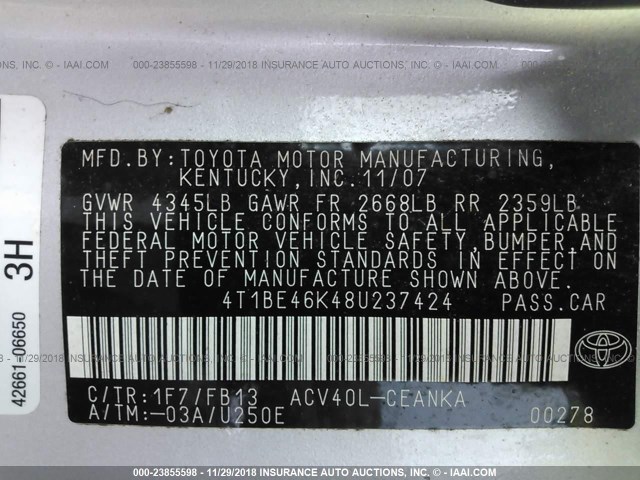 000-23855598 - 11/29/2018 INSURANCE AUTO AUCTIONS, INC. © - IAAI.COM
MFD.BY:TOYOTA MOTOR MANUFACTURING,
KENTUCKY,INC.11/07
GVWR 4345LB GAWR FR 2668LB RR 2359LB
THIS VEHICLE CONFORMS TO ALL APPLICABLE
FEDERAL MOTOR VEHICLE SAFETY,BUMPER,AND
THEFT PREVENTION STANDARDS IN EFFECT ON
THE DATE OF MANUFACTURE SHOWN ABOVE.
4T1BE46K48U237424 PASS.CAR
C/TR:1F7/FB13 ACV40L-CEANKA
A/TM:-03A/U250E 00278
42661-06650 3H
000-23855598 - 11/29/2018 INSURANCE AUTO AUCTIONS, INC. © - IAAI.COM